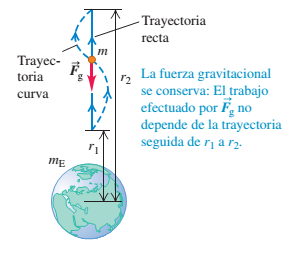 Trayectoria
recta
m
Trayec-
toria
curva
F⃗g
r2
La fuerza gravitacional
se conserva: El trabajo
efectuado por F⃗g no
depende de la trayectoria
seguida de r1 a r2.
r1
mE